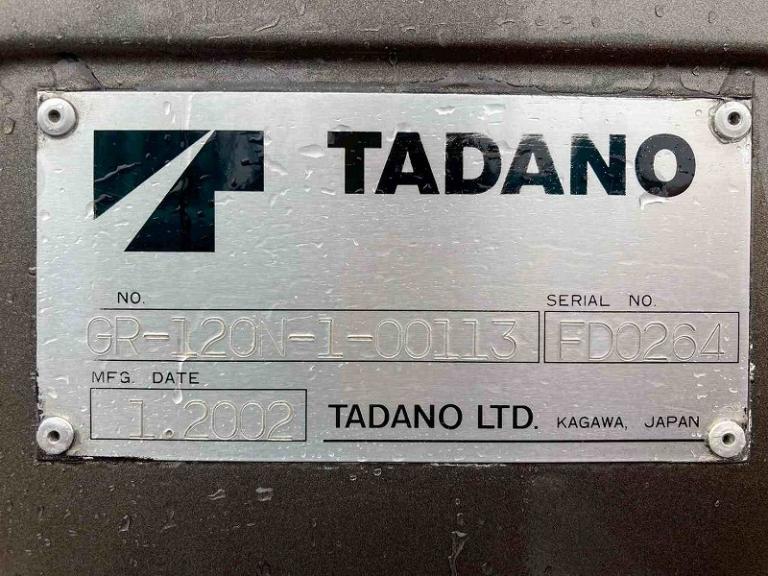 TADANO
NO. SERIAL NO.
GR-120N-1-00113 FD0264
MFG. DATE
1.2002 TADANO LTD. KAGAWA, JAPAN